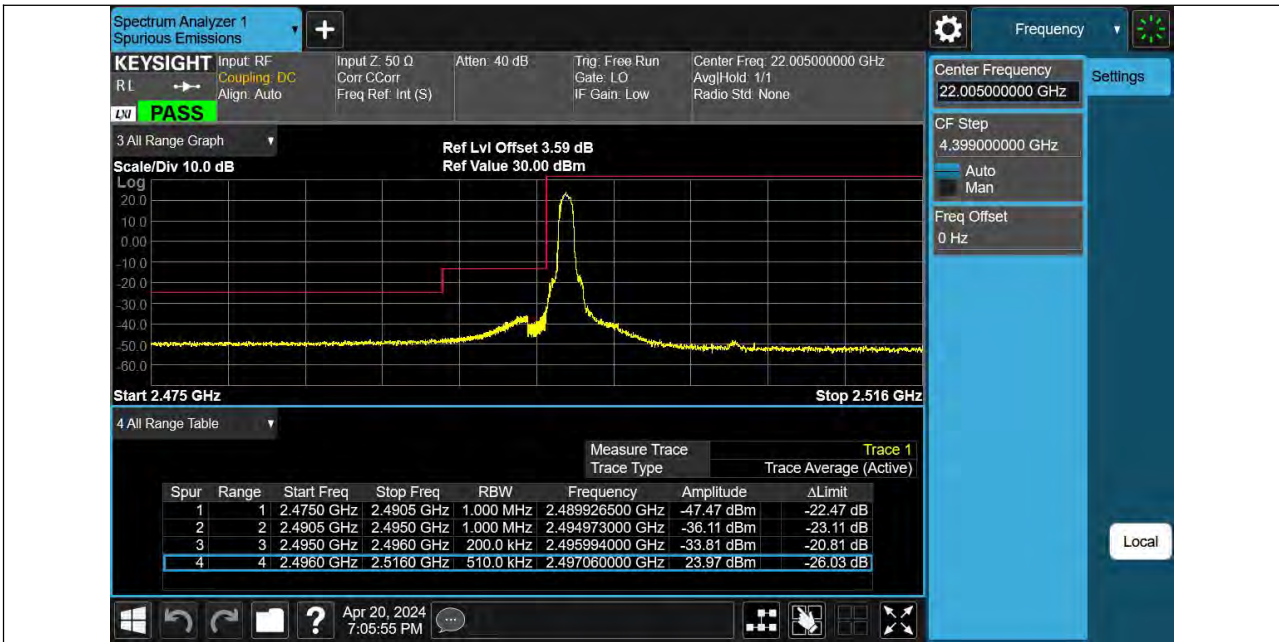 Spectrum Analyzer 1
Spurious Emissions
Frequency
KEYSIGHT
R L
LXI
PASS
Input: RF
Coupling: DC
Align: Auto
Input Z: 50 Ω
Corr CCorr
Freq Ref: Int (S)
Atten: 40 dB
Trig: Free Run
Gate: LO
IF Gain: Low
Center Freq: 22.005000000 GHz
Avg|Hold: 1/1
Radio Std: None
Center Frequency
22.005000000 GHz
Settings
CF Step
4.399000000 GHz
Auto
Man
Freq Offset
0 Hz
3 All Range Graph
Scale/Div 10.0 dB
Ref Lvl Offset 3.59 dB
Ref Value 30.00 dBm
Log
20.0
10.0
0.00
-10.0
-20.0
-30.0
-40.0
-50.0
-60.0
Start 2.475 GHz
Stop 2.516 GHz
4 All Range Table
Measure Trace Trace 1
Trace Type Trace Average (Active)
Spur Range Start Freq Stop Freq RBW Frequency Amplitude ΔLimit
1 1 2.4750 GHz 2.4905 GHz 1.000 MHz 2.489926500 GHz -47.47 dBm -22.47 dB
2 2 2.4905 GHz 2.4950 GHz 1.000 MHz 2.494973000 GHz -36.11 dBm -23.11 dB
3 3 2.4950 GHz 2.4960 GHz 200.0 kHz 2.495994000 GHz -33.81 dBm -20.81 dB
4 4 2.4960 GHz 2.5160 GHz 510.0 kHz 2.497060000 GHz 23.97 dBm -26.03 dB
Local
Apr 20, 2024
7:05:55 PM